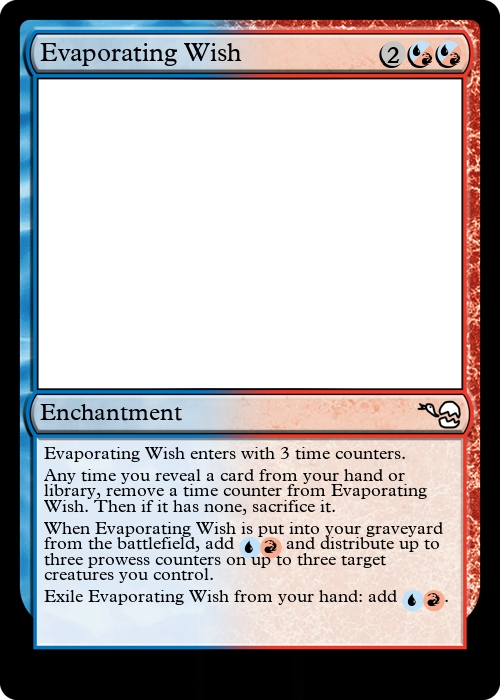 Evaporating Wish 2
Enchantment
Evaporating Wish enters with 3 time counters.
Any time you reveal a card from your hand or
library, remove a time counter from Evaporating
Wish. Then if it has none, sacrifice it.
When Evaporating Wish is put into your graveyard
from the battlefield, add and distribute up to
three prowess counters on up to three target
creatures you control.
Exile Evaporating Wish from your hand: add .